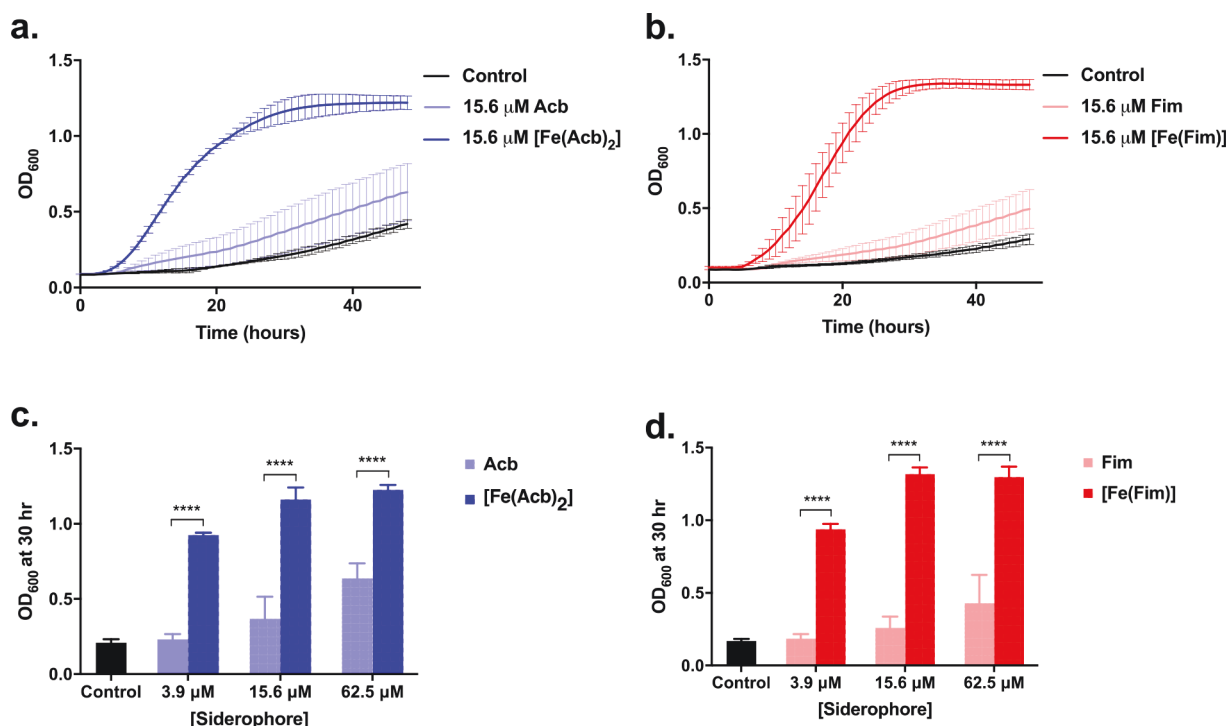 a.
1.5
1.0
0.5
0.0
OD600
0
20
40
Time (hours)
Control
15.6 μM Acb
15.6 μM [Fe(Acb)2]
b.
1.5
1.0
0.5
0.0
OD600
0
20
40
Time (hours)
Control
15.6 μM Fim
15.6 μM [Fe(Fim)]
c.
1.5
1.0
0.5
0.0
OD600 at 30 hr
****
****
****
Control
3.9 μM
15.6 μM
62.5 μM
[Siderophore]
Acb
[Fe(Acb)2]
d.
1.5
1.0
0.5
0.0
OD600 at 30 hr
****
****
****
Control
3.9 μM
15.6 μM
62.5 μM
[Siderophore]
Fim
[Fe(Fim)]